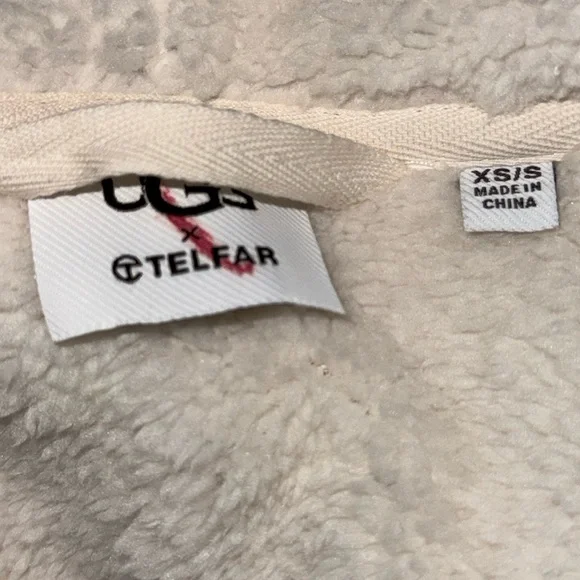 UGG
x
TELFAR
XS/S
MADE IN
CHINA